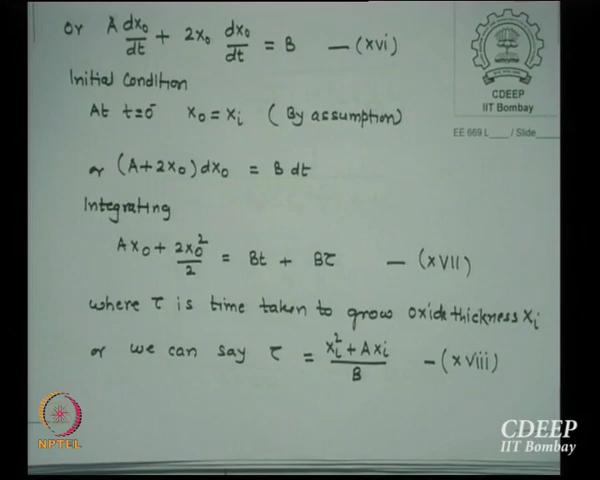 or A dx₀/dt + 2x₀ dx₀/dt = B — (xvi)
Initial Condition
At t=0⁻ x₀ = xᵢ (By assumption)
or (A+2x₀)dx₀ = B dt
Integrating
Ax₀ + 2x₀²/2 = Bt + Bτ — (XVII)
where τ is time taken to grow oxide thickness xᵢ
or we can say τ = (xᵢ² + Axᵢ)/B — (xviii)
CDEEP
IIT Bombay
EE 669 L____ / Slide____
NPTEL
CDEEP
IIT Bombay